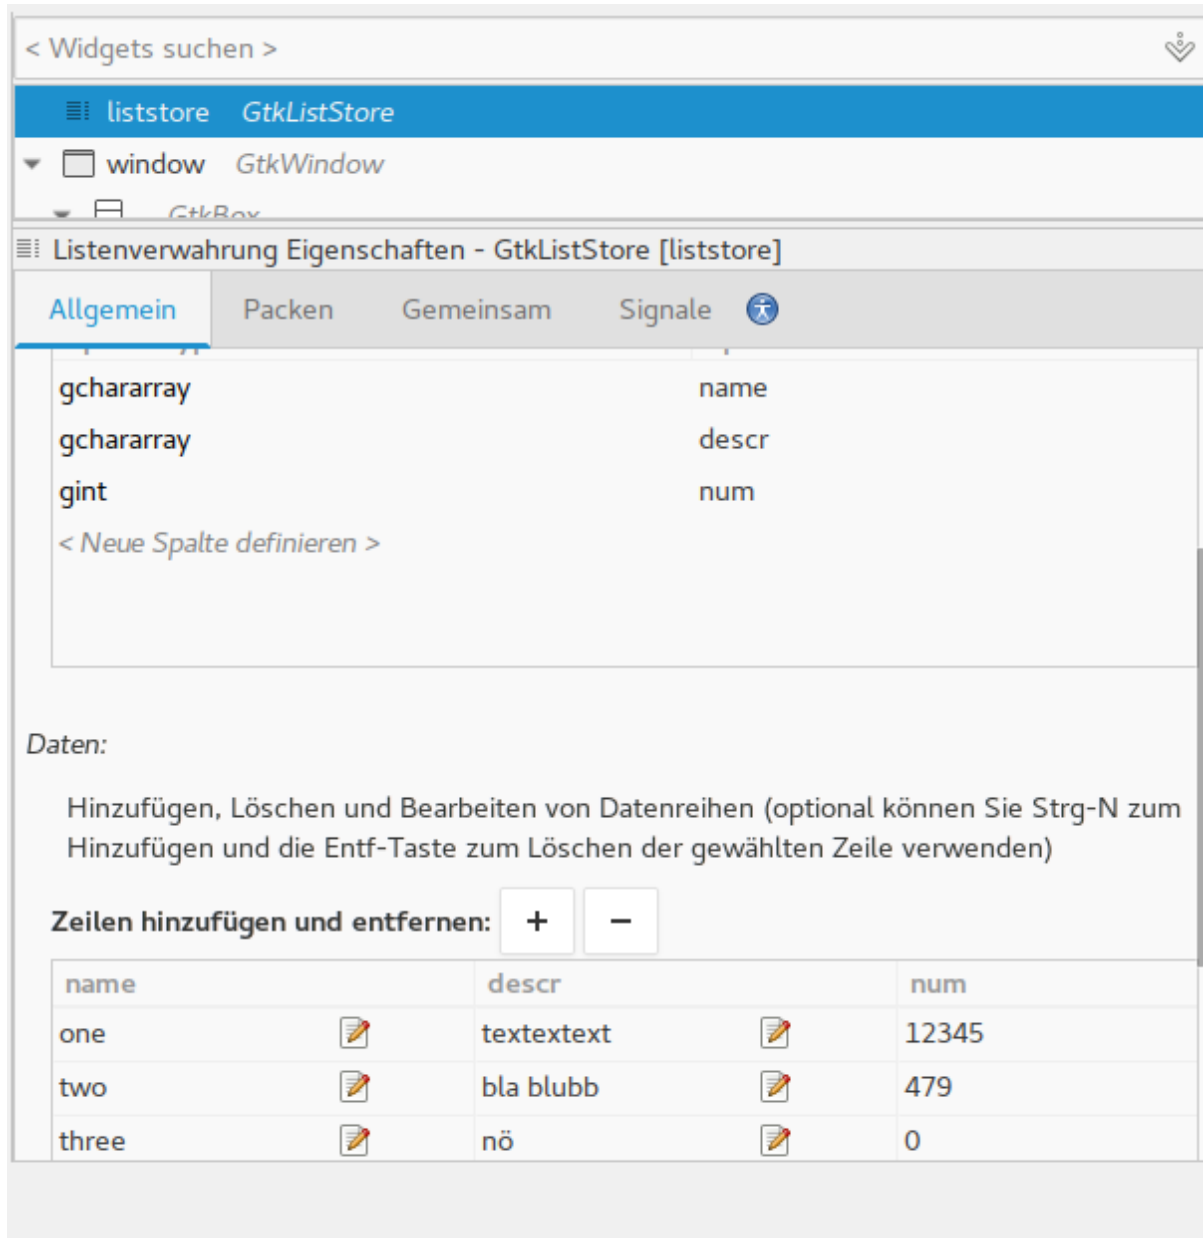 < Widgets suchen >
liststore GtkListStore
window GtkWindow
GtkBox
Listenverwahrung Eigenschaften - GtkListStore [liststore]
Allgemein Packen Gemeinsam Signale
gchararray name
gchararray descr
gint num
< Neue Spalte definieren >
Daten:
Hinzufügen, Löschen und Bearbeiten von Datenreihen (optional können Sie Strg-N zum
Hinzufügen und die Entf-Taste zum Löschen der gewählten Zeile verwenden)
Zeilen hinzufügen und entfernen: + −
name descr num
one textextext 12345
two bla blubb 479
three nö 0